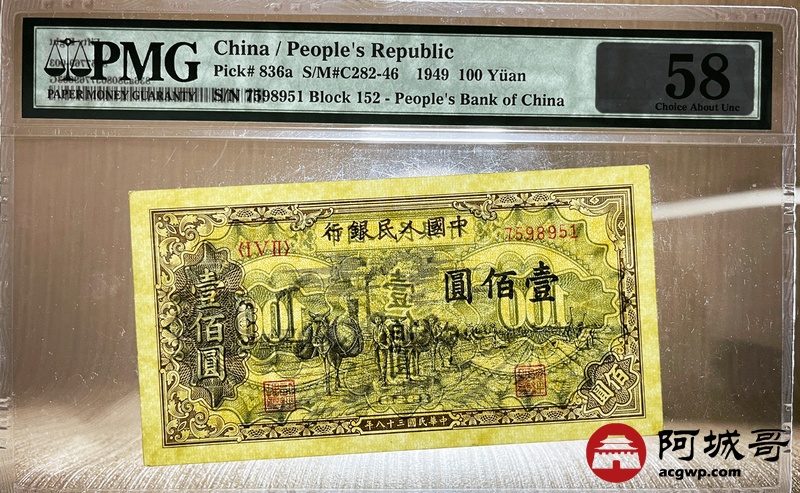 PMG
PAPER MONEY GUARANTY
China / People's Republic
Pick# 836a S/M#C282-46 1949 100 Yüan
S/N 7598951 Block 152 - People's Bank of China
58
Choice About Unc
行銀民人國中
〈IVII〉
7598951
圓佰壹
壹佰圓
佰圓
年八十三國民華中
阿城哥
acgwp.com